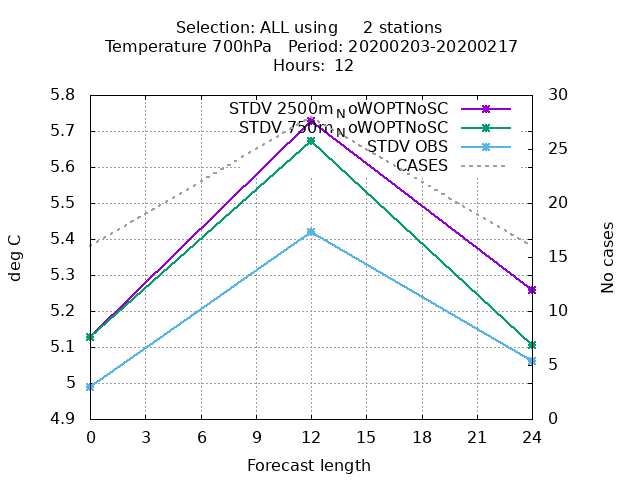 Selection: ALL using     2 stations
Temperature 700hPa   Period: 20200203-20200217
Hours:  12
5.8
5.7
5.6
5.5
5.4
5.3
5.2
5.1
5
4.9
deg C
STDV 2500m_NoWOPTNoSC
STDV 750m_NoWOPTNoSC
STDV OBS
CASES
30
25
20
15
10
5
0
No cases
0 3 6 9 12 15 18 21 24
Forecast length